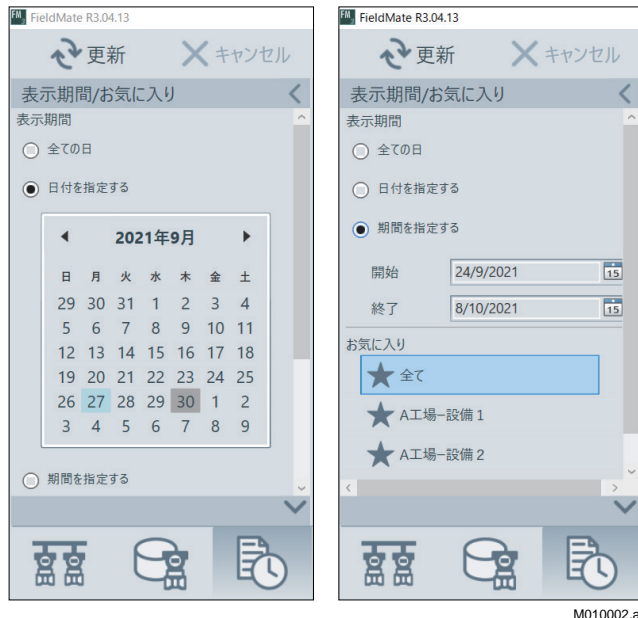 FM FieldMate R3.04.13
更新 キャンセル
表示期間/お気に入り
表示期間
全ての日
日付を指定する
2021年9月
日 月 火 水 木 金 土
29 30 31 1 2 3 4
5 6 7 8 9 10 11
12 13 14 15 16 17 18
19 20 21 22 23 24 25
26 27 28 29 30 1 2
3 4 5 6 7 8 9
期間を指定する
FM FieldMate R3.04.13
更新 キャンセル
表示期間/お気に入り
表示期間
全ての日
日付を指定する
期間を指定する
開始 24/9/2021 15
終了 8/10/2021 15
お気に入り
全て
A工場−設備 1
A工場−設備 2
M010002.a